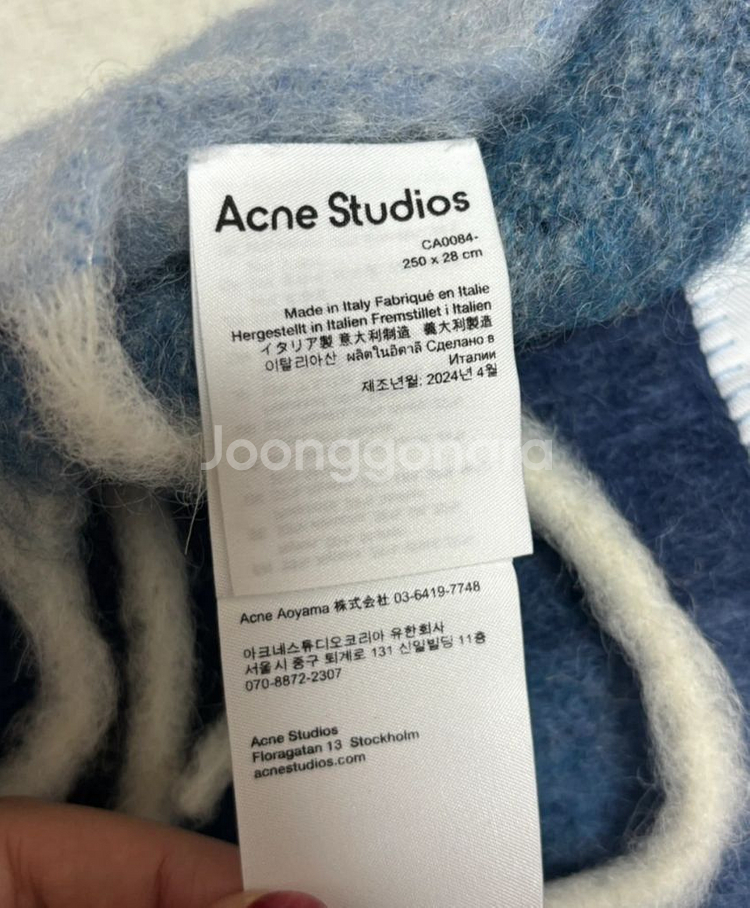 Acne Studios
CA0084-
250 x 28 cm
Made in Italy Fabriqué en Italie
Hergestellt in Italien Fremstillet i Italien
イタリア製 意大利制造 義大利製造
이탈리아산 ผลิตในอิตาลี Сделано в
Италии
제조년월: 2024년 4월
Joonggonara
Acne Aoyama 株式会社 03-6419-7748
아크네스튜디오코리아 유한회사
서울시 중구 퇴계로 131 신일빌딩 11층
070-8872-2307
Acne Studios
Floragatan 13 Stockholm
acnestudios.com